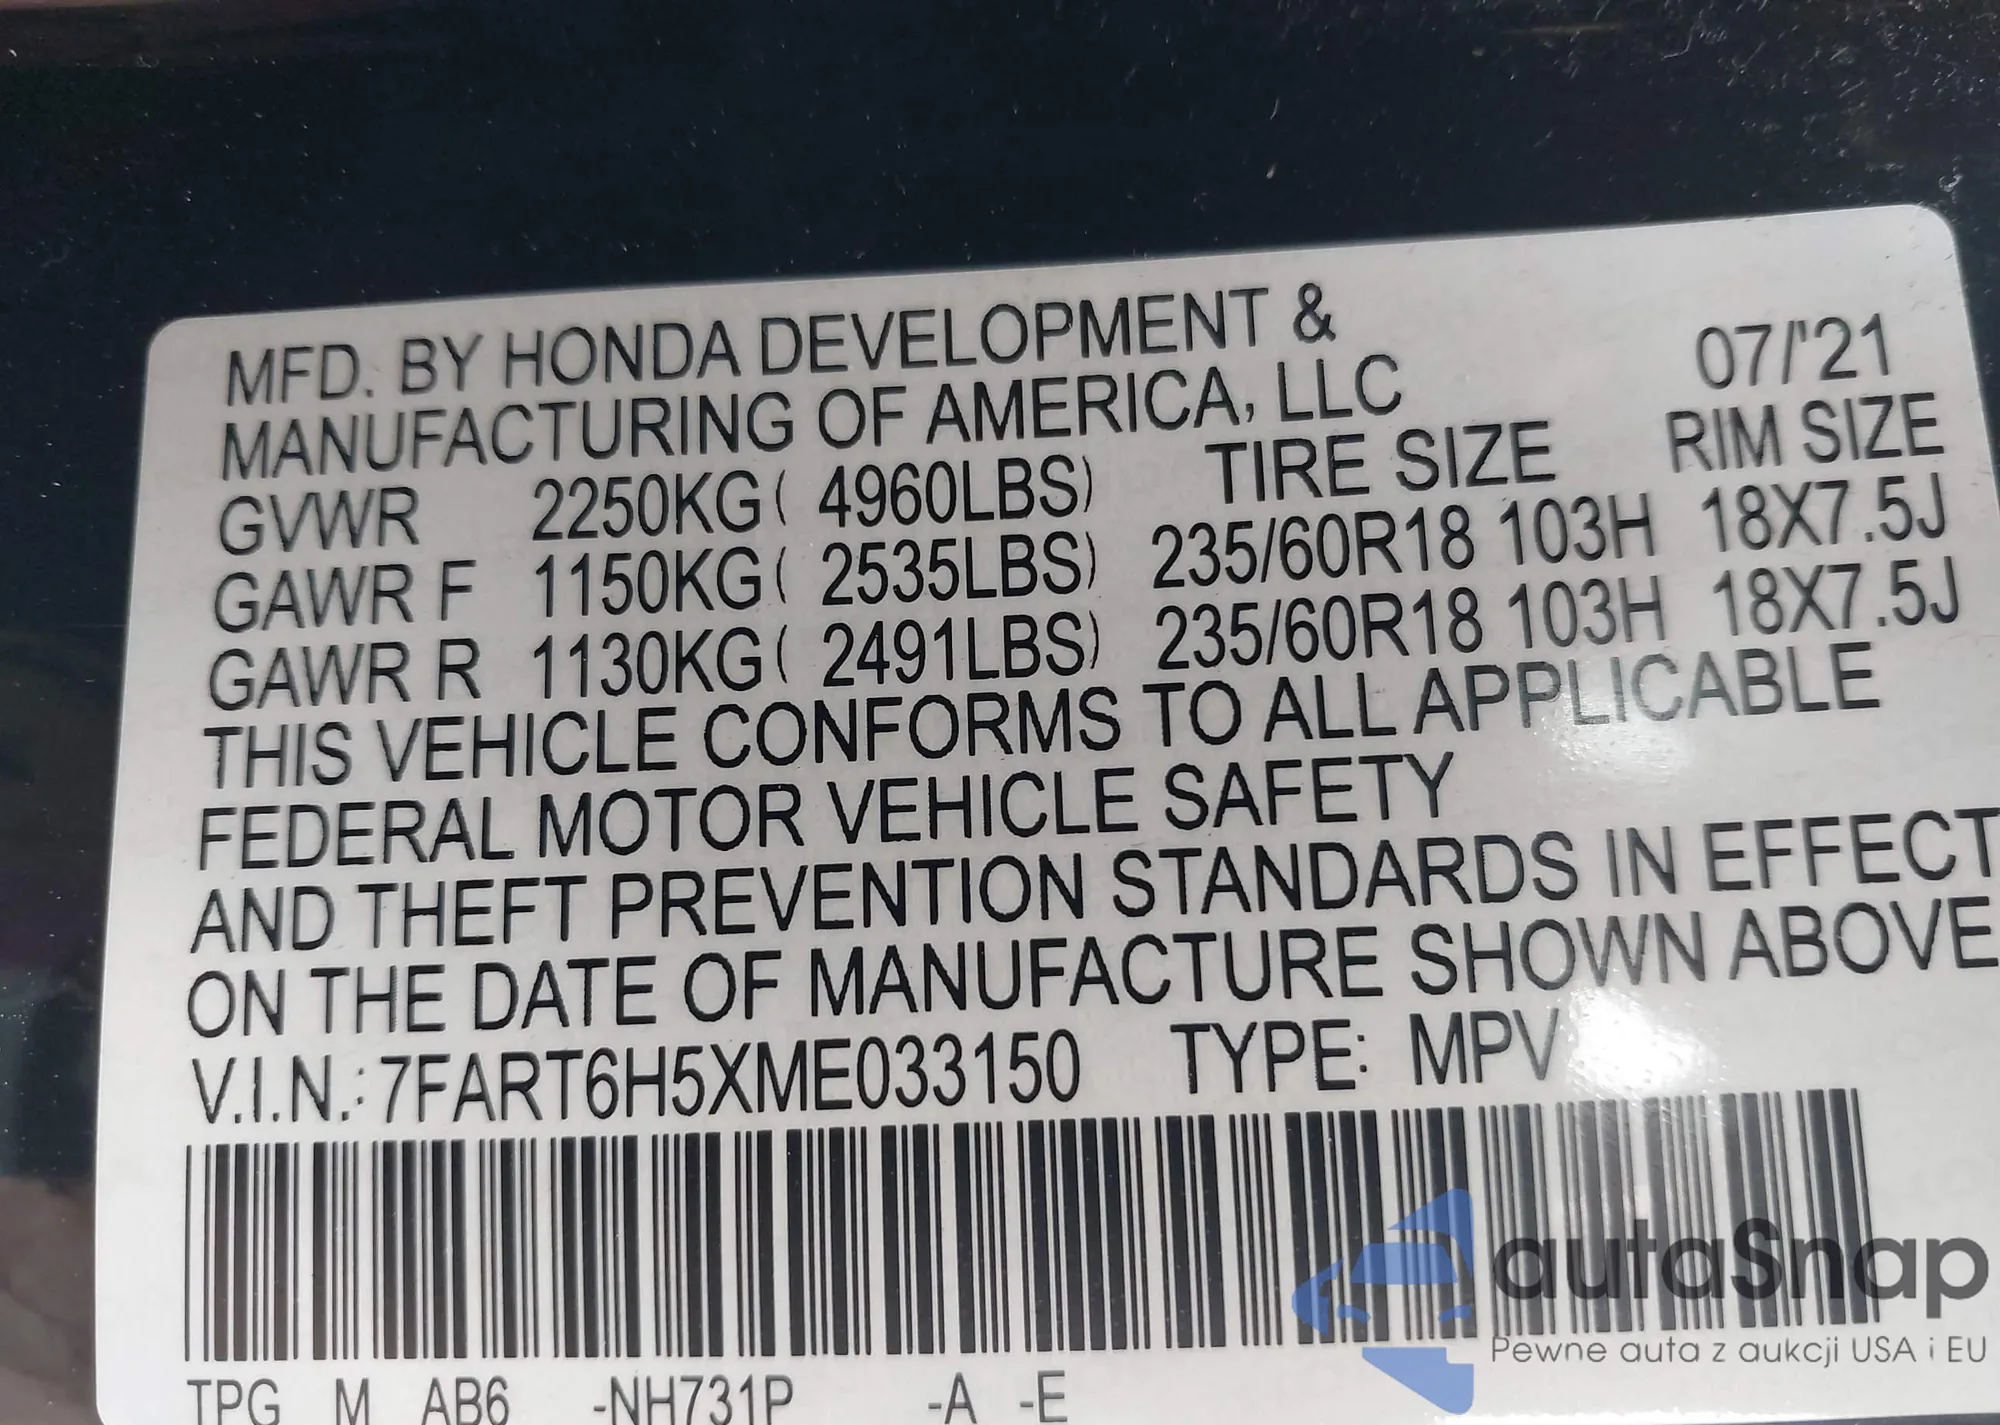 MFD. BY HONDA DEVELOPMENT &
MANUFACTURING OF AMERICA, LLC 07/'21
GVWR 2250KG( 4960LBS) TIRE SIZE RIM SIZE
GAWR F 1150KG( 2535LBS) 235/60R18 103H 18X7.5J
GAWR R 1130KG( 2491LBS) 235/60R18 103H 18X7.5J
THIS VEHICLE CONFORMS TO ALL APPLICABLE
FEDERAL MOTOR VEHICLE SAFETY
AND THEFT PREVENTION STANDARDS IN EFFECT
ON THE DATE OF MANUFACTURE SHOWN ABOVE
V.I.N.: 7FART6H5XME033150 TYPE: MPV
TPG M AB6 -NH731P -A -E
autaSnap
Pewne auta z aukcji USA i EU